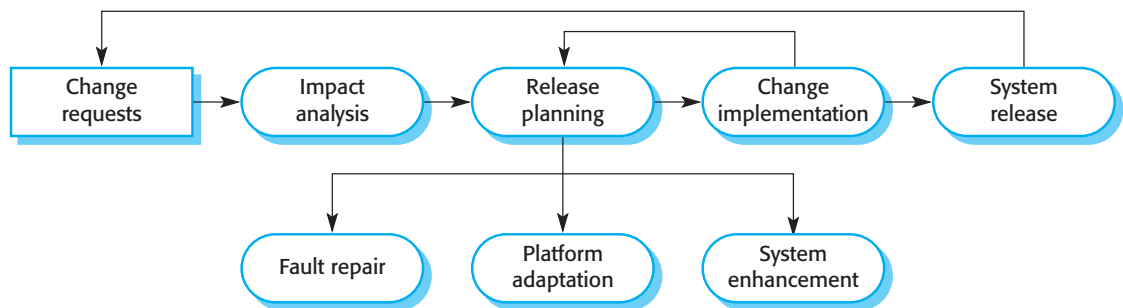 Change
requests
Impact
analysis
Release
planning
Change
implementation
System
release
Fault repair
Platform
adaptation
System
enhancement